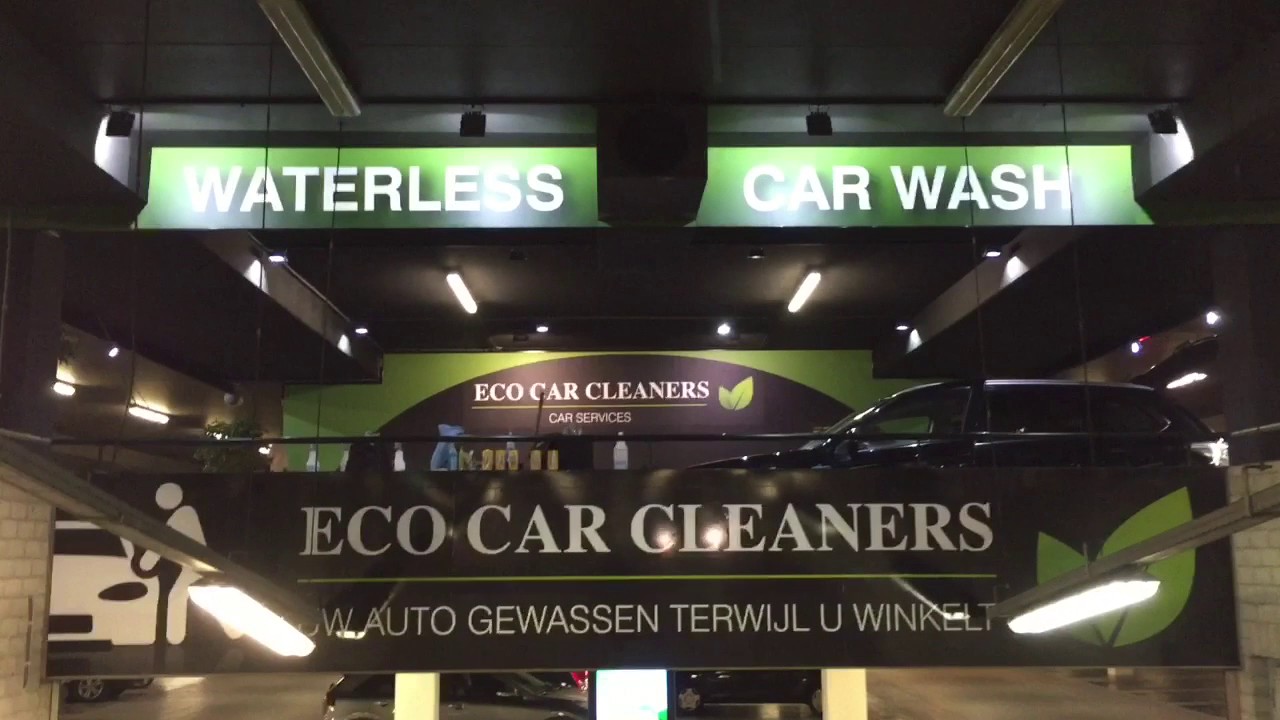 WATERLESS CAR WASH
ECO CAR CLEANERS
CAR SERVICES
ECO CAR CLEANERS
AUTO GEWASSEN TERWIJL U WINKELT